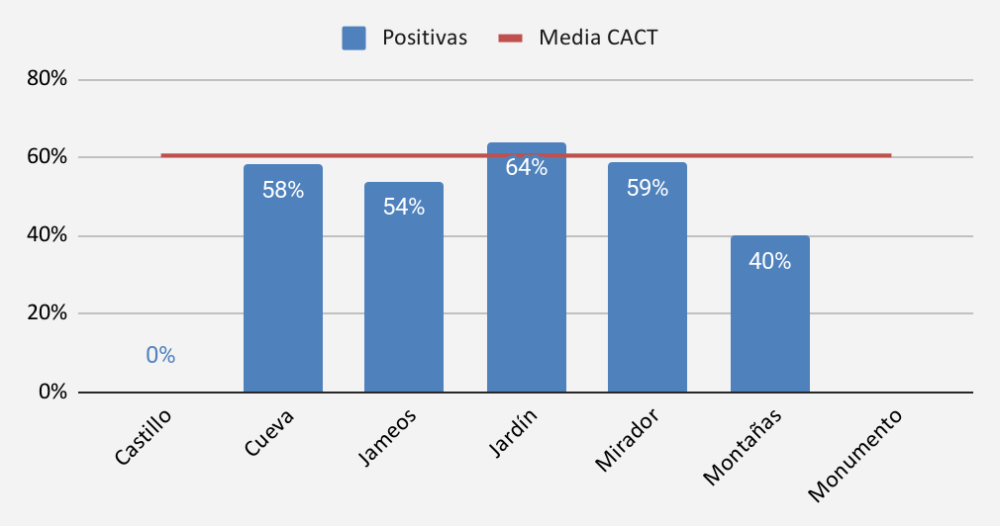 Positivas Media CACT
80%
60%
40%
20%
0%
0%
58%
54%
64%
59%
40%
Castillo
Cueva
Jameos
Jardín
Mirador
Montañas
Monumento